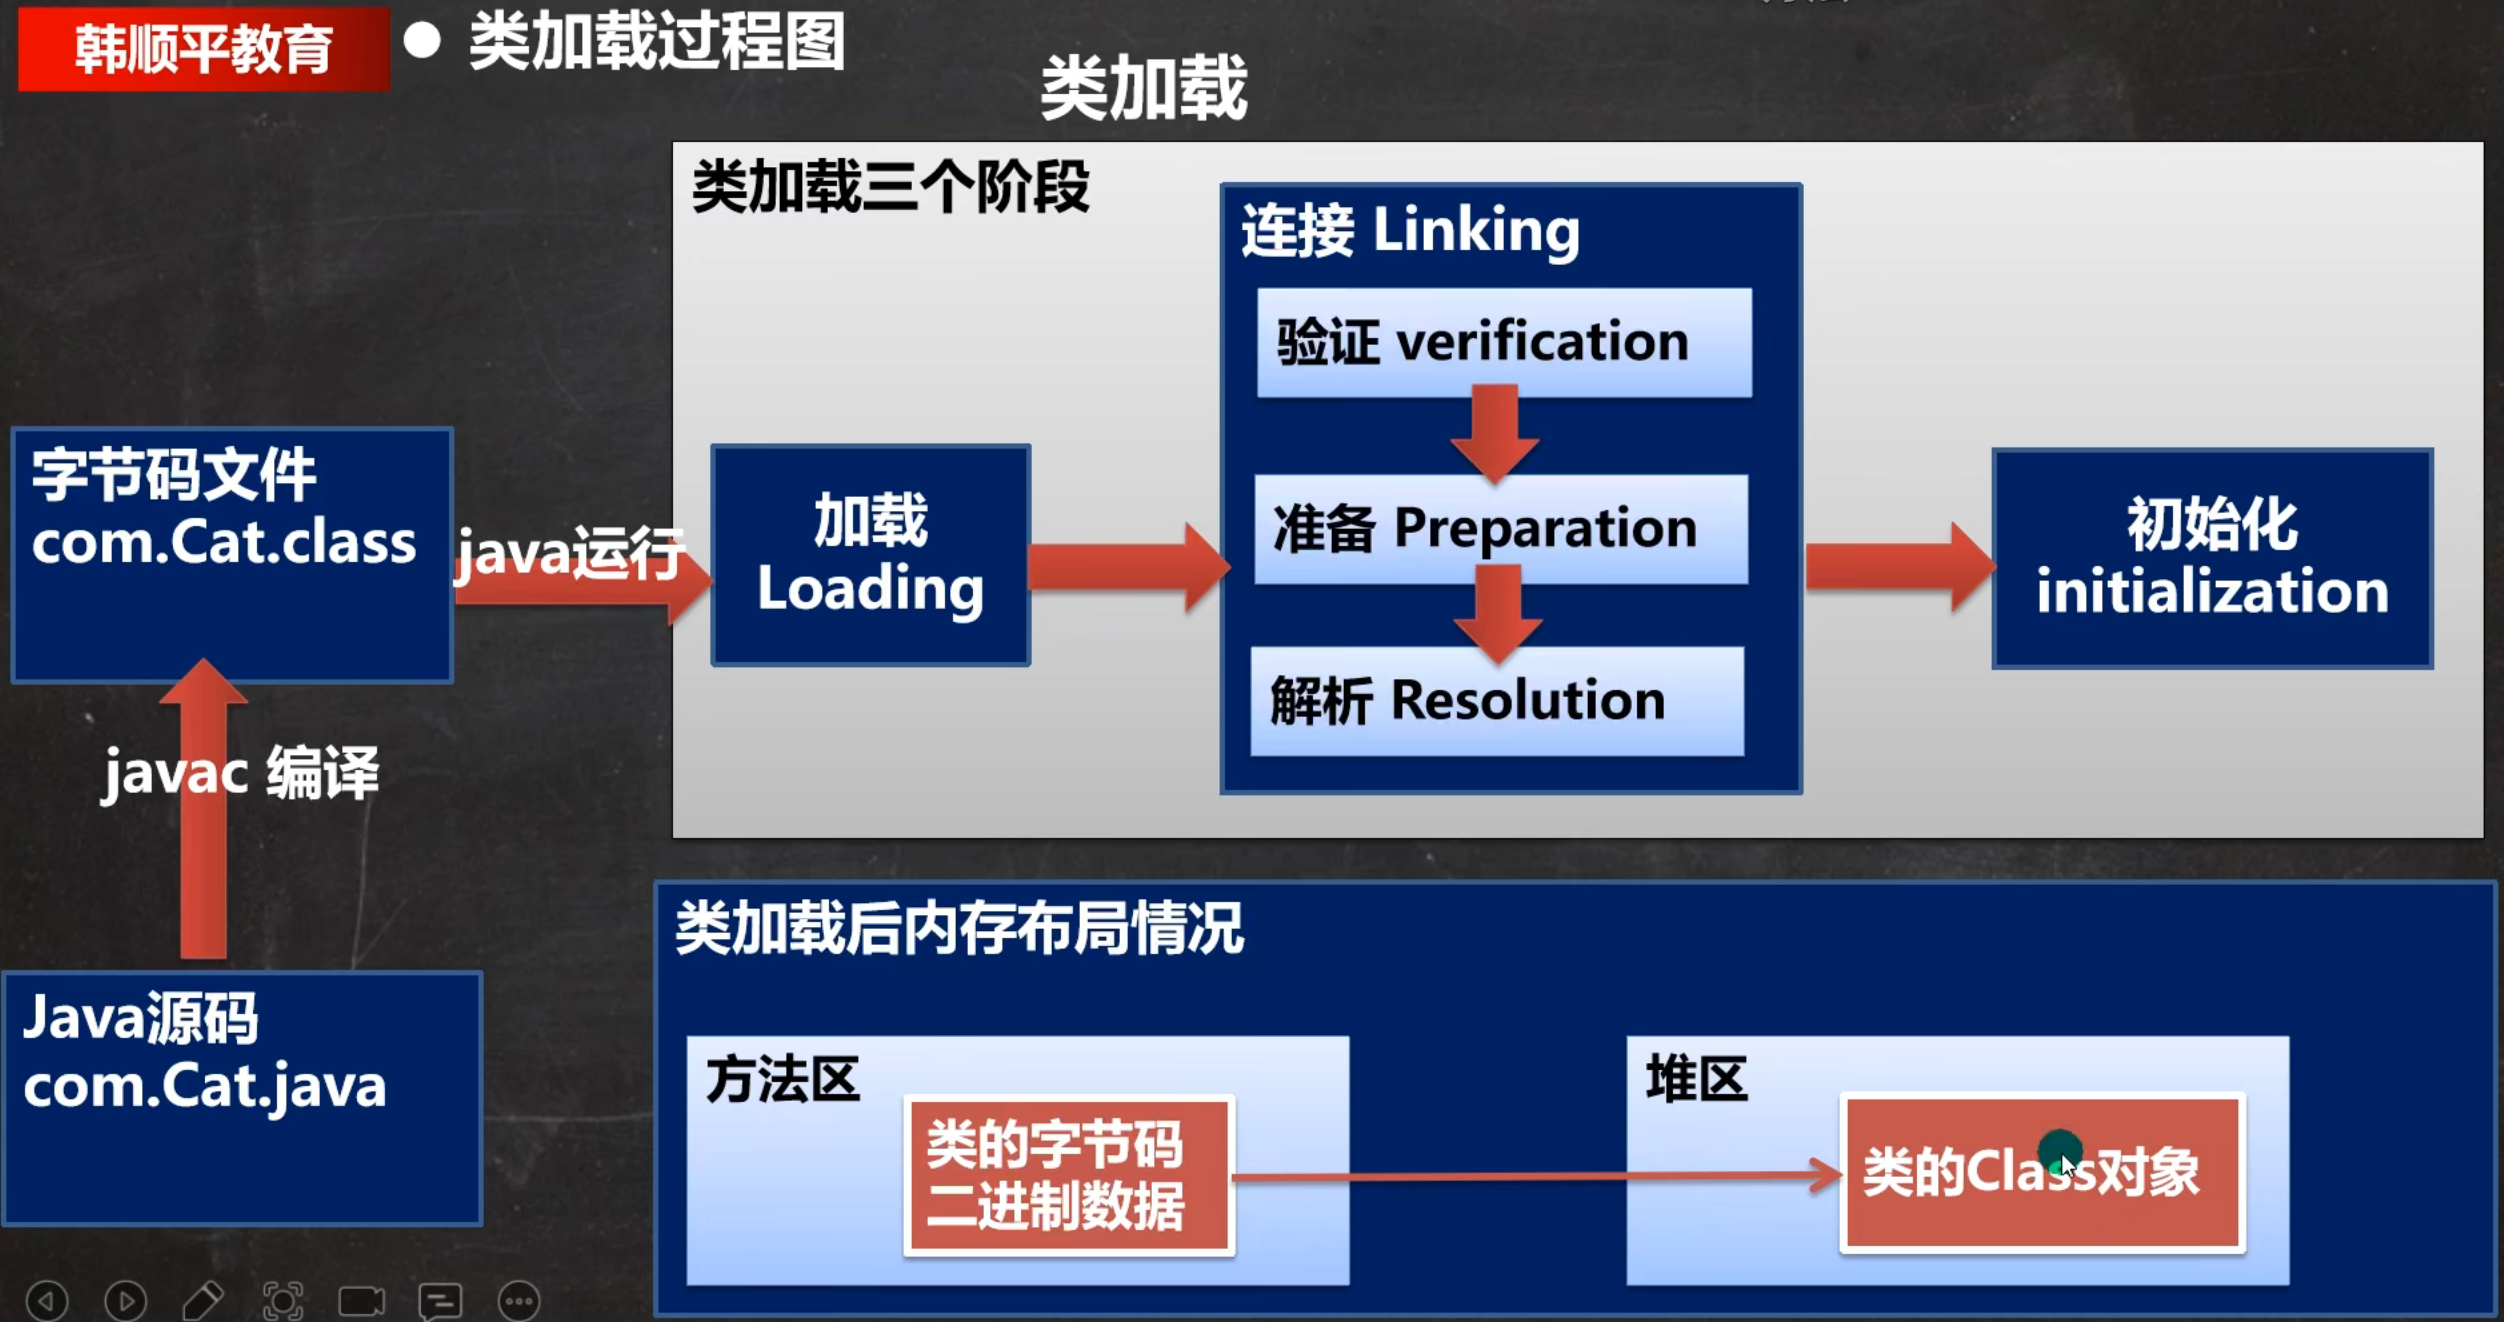 韩顺平教育
● 类加载过程图
类加载
类加载三个阶段
连接 Linking
验证 verification
准备 Preparation
解析 Resolution
字节码文件
com.Cat.class
java运行
加载
Loading
初始化
initialization
javac 编译
Java源码
com.Cat.java
类加载后内存布局情况
方法区
类的字节码
二进制数据
堆区
类的Class对象